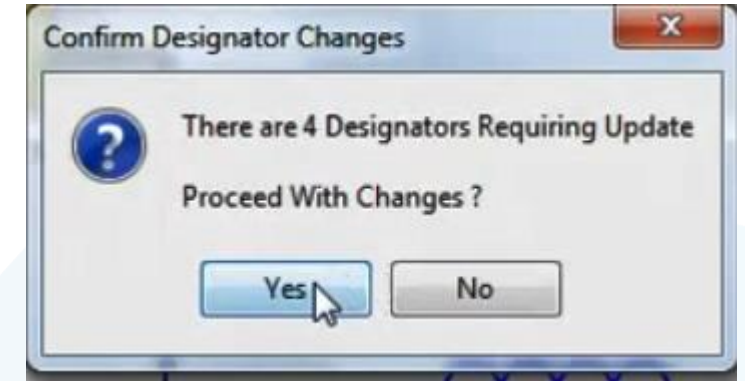 Confirm Designator Changes
There are 4 Designators Requiring Update
Proceed With Changes ?
Yes
No